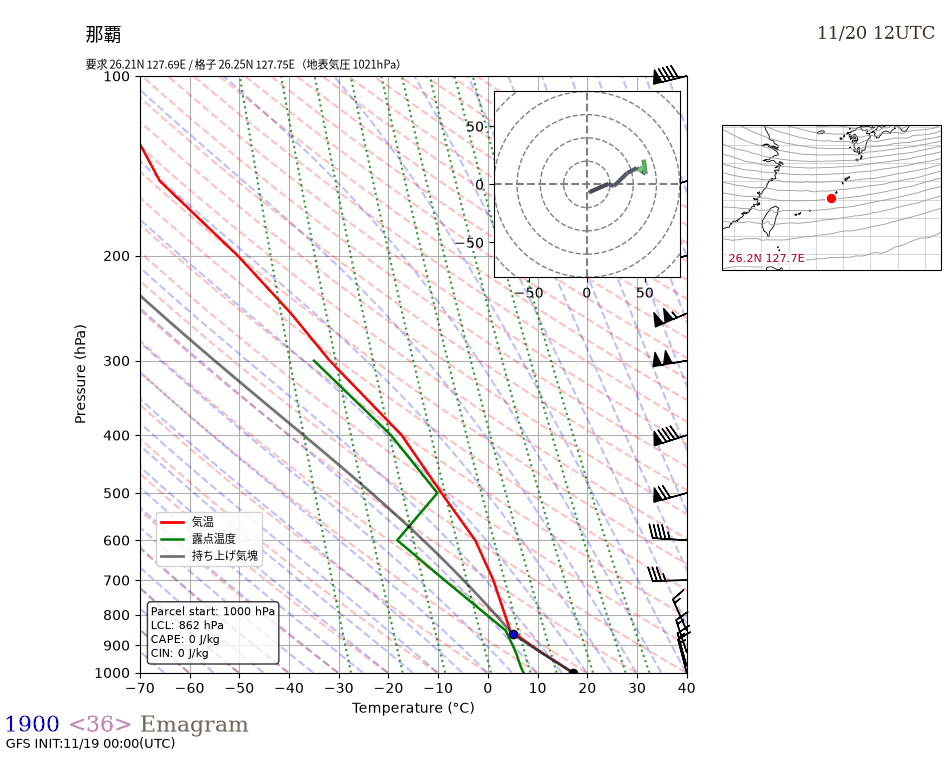 那覇
11/20 12UTC
要求 26.21N 127.69E / 格子 26.25N 127.75E（地表気圧 1021hPa）
100
200
300
400
500
600
700
800
900
1000
Pressure (hPa)
50
0
−50
−50 0 50
26.2N 127.7E
気温
露点温度
持ち上げ気塊
Parcel start: 1000 hPa
LCL: 862 hPa
CAPE: 0 J/kg
CIN: 0 J/kg
−70 −60 −50 −40 −30 −20 −10 0 10 20 30 40
Temperature (°C)
1900 <36> Emagram
GFS INIT:11/19 00:00(UTC)